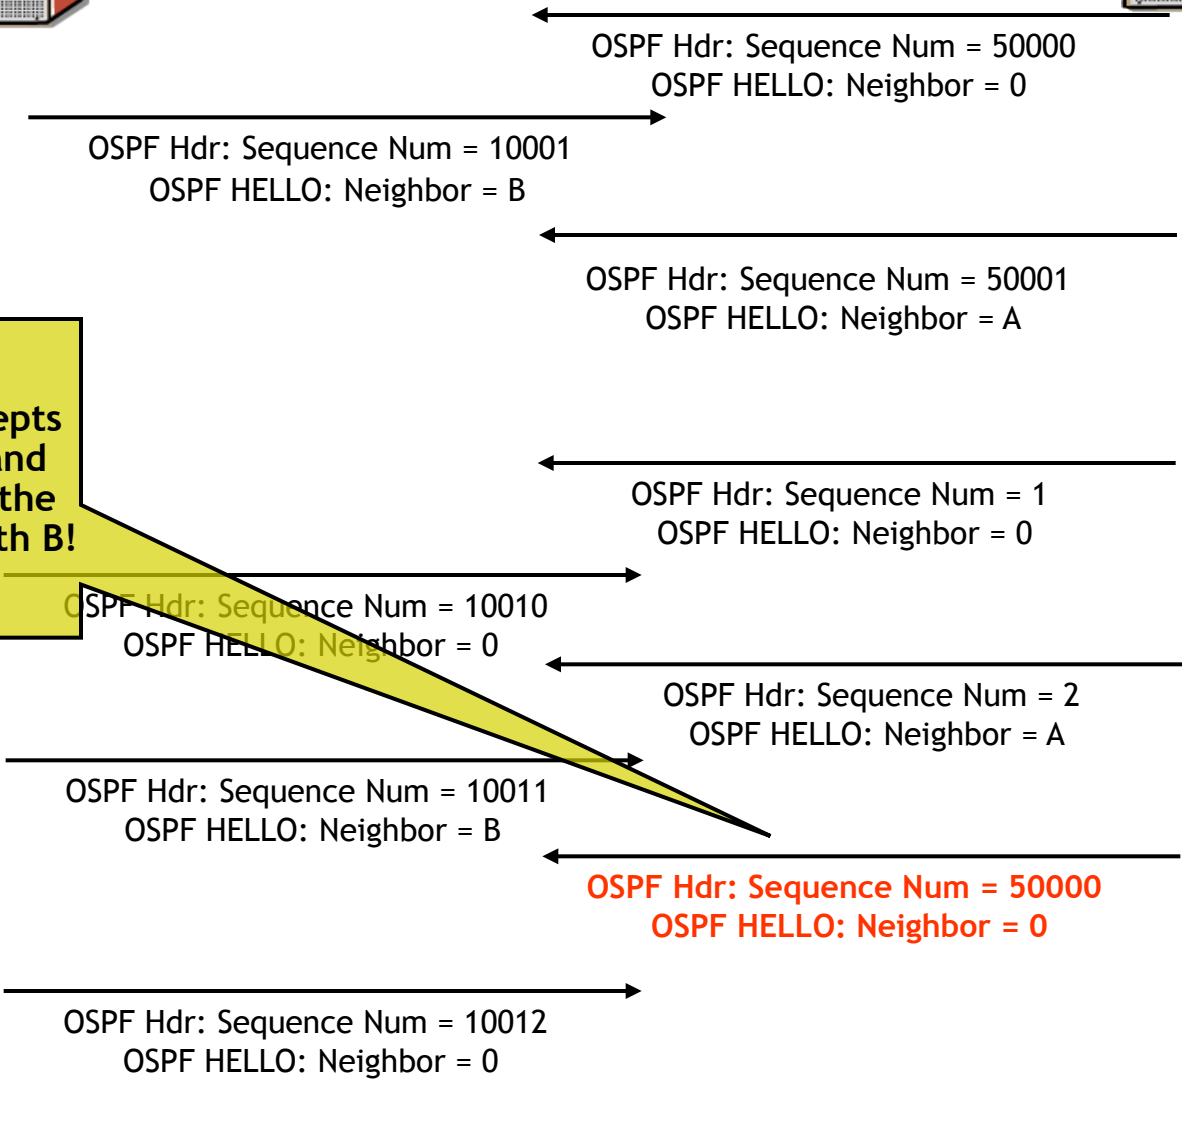 OSPF Hdr: Sequence Num = 50000
OSPF HELLO: Neighbor = 0
OSPF Hdr: Sequence Num = 10001
OSPF HELLO: Neighbor = B
OSPF Hdr: Sequence Num = 50001
OSPF HELLO: Neighbor = A
epts
and
the
th B!
OSPF Hdr: Sequence Num = 1
OSPF HELLO: Neighbor = 0
OSPF Hdr: Sequence Num = 10010
OSPF HELLO: Neighbor = 0
OSPF Hdr: Sequence Num = 2
OSPF HELLO: Neighbor = A
OSPF Hdr: Sequence Num = 10011
OSPF HELLO: Neighbor = B
OSPF Hdr: Sequence Num = 50000
OSPF HELLO: Neighbor = 0
OSPF Hdr: Sequence Num = 10012
OSPF HELLO: Neighbor = 0